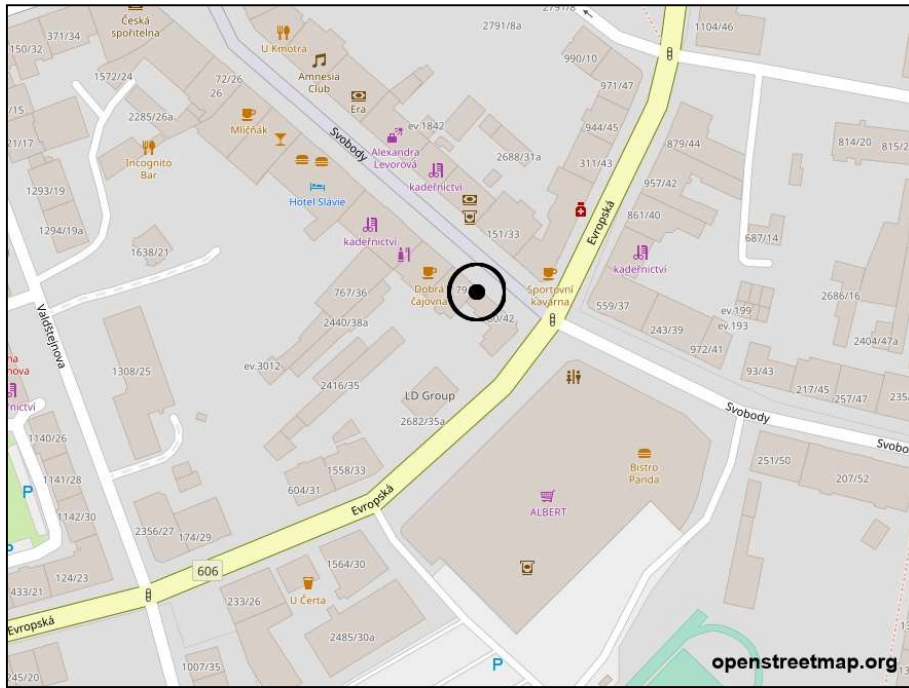 Česká
spořitelna
371/34
150/32
1572/24
72/26
26
2285/26a
U Kmotra
Amnesia
Club
Era
ev.1842
2791/8a
990/10
1104/46
971/47
944/45
311/43
879/44
957/42
861/40
814/20
687/14
Mlíčňák
Incognito
Bar
Svobody
Alexandra
Levorová
kadeřnictví
2688/31a
Hotel Slávie
151/33
Evropská
kadeřnictví
1293/19
1294/19a
1638/21
kadeřnictví
767/36
Dobrá
čajovna
Sportovní
kavárna
559/37
2686/16
2440/38a
ev.199
ev.193
243/39
972/41
2404/47a
Valdštejnova
ev.3012
1308/25
2416/35
LD Group
2682/35a
93/43
217/45
257/47
Svobody
251/50
207/52
1140/26
1141/28
1142/30
P
1558/33
604/31
Evropská
Bistro
Panda
ALBERT
2356/27
174/29
606
124/23
433/21
1564/30
233/26
U Čerta
2485/30a
Evropská
245/20
1007/35
P
openstreetmap.org